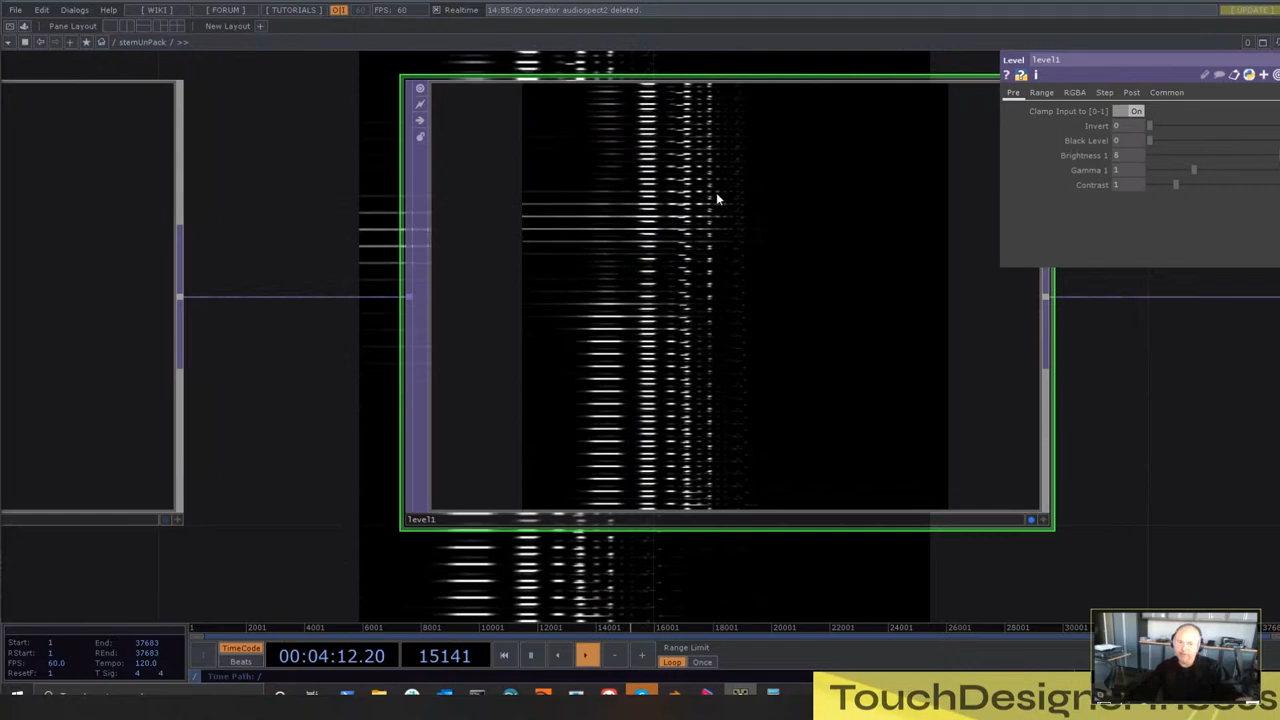 File Edit Dialogs Help [ WIKI ] [ FORUM ] [ TUTORIALS ] OII FPS: 60 Realtime 14:55:05 Operator audiospect2 deleted. [ UPDATE ]
Pane Layout New Layout +
/ stemUnPack / >> 0
Level level1
? ? i
Pre Range RGBA Step Post Common
Clamp Input to [0-1] On
Invert 0
Black Level 0
Brightness 1 6
Gamma 1 1
Contrast 1
level1
1 2001 4001 6001 8001 10001 12001 14001 16001 18001 20001 22001 24001 26001 28001 30001
Start: 1 End: 37683
RStart: 1 REnd: 37683
FPS: 60.0 Tempo: 120.0
ResetF: 1 T Sig: 4 4
TimeCode
Beats
00:04:12.20 15141
Range Limit
Loop Once
/ Time Path: /